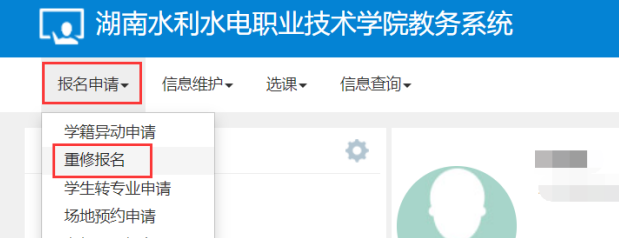 湖南水利水电职业技术学院教务系统
报名申请 信息维护 选课 信息查询
学籍异动申请
重修报名
学生转专业申请
场地预约申请